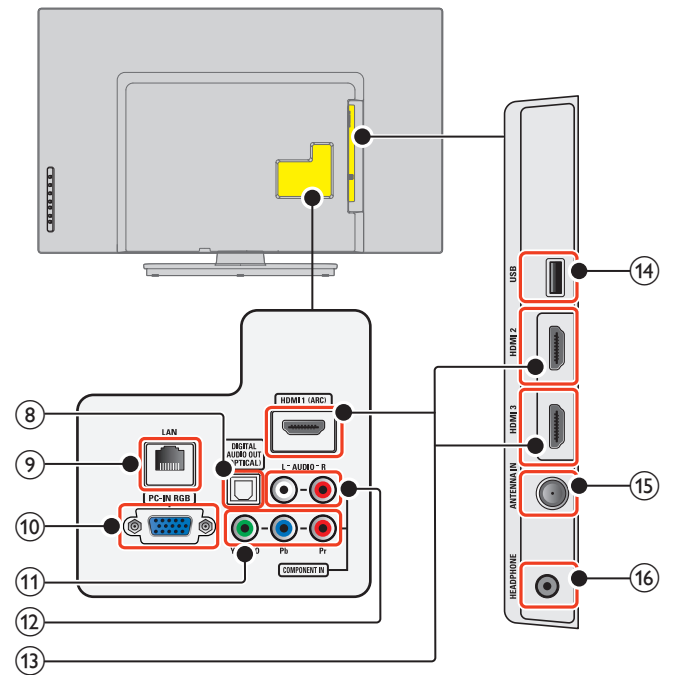 USB
14
HDMI 2
HDMI 1 (ARC)
8
LAN
DIGITAL
AUDIO OUT
(OPTICAL)
HDMI 3
9
L - AUDIO - R
ANTENNA IN
15
PC-IN RGB
10
Pb
Pr
11
COMPONENT IN
HEADPHONE
16
12
13